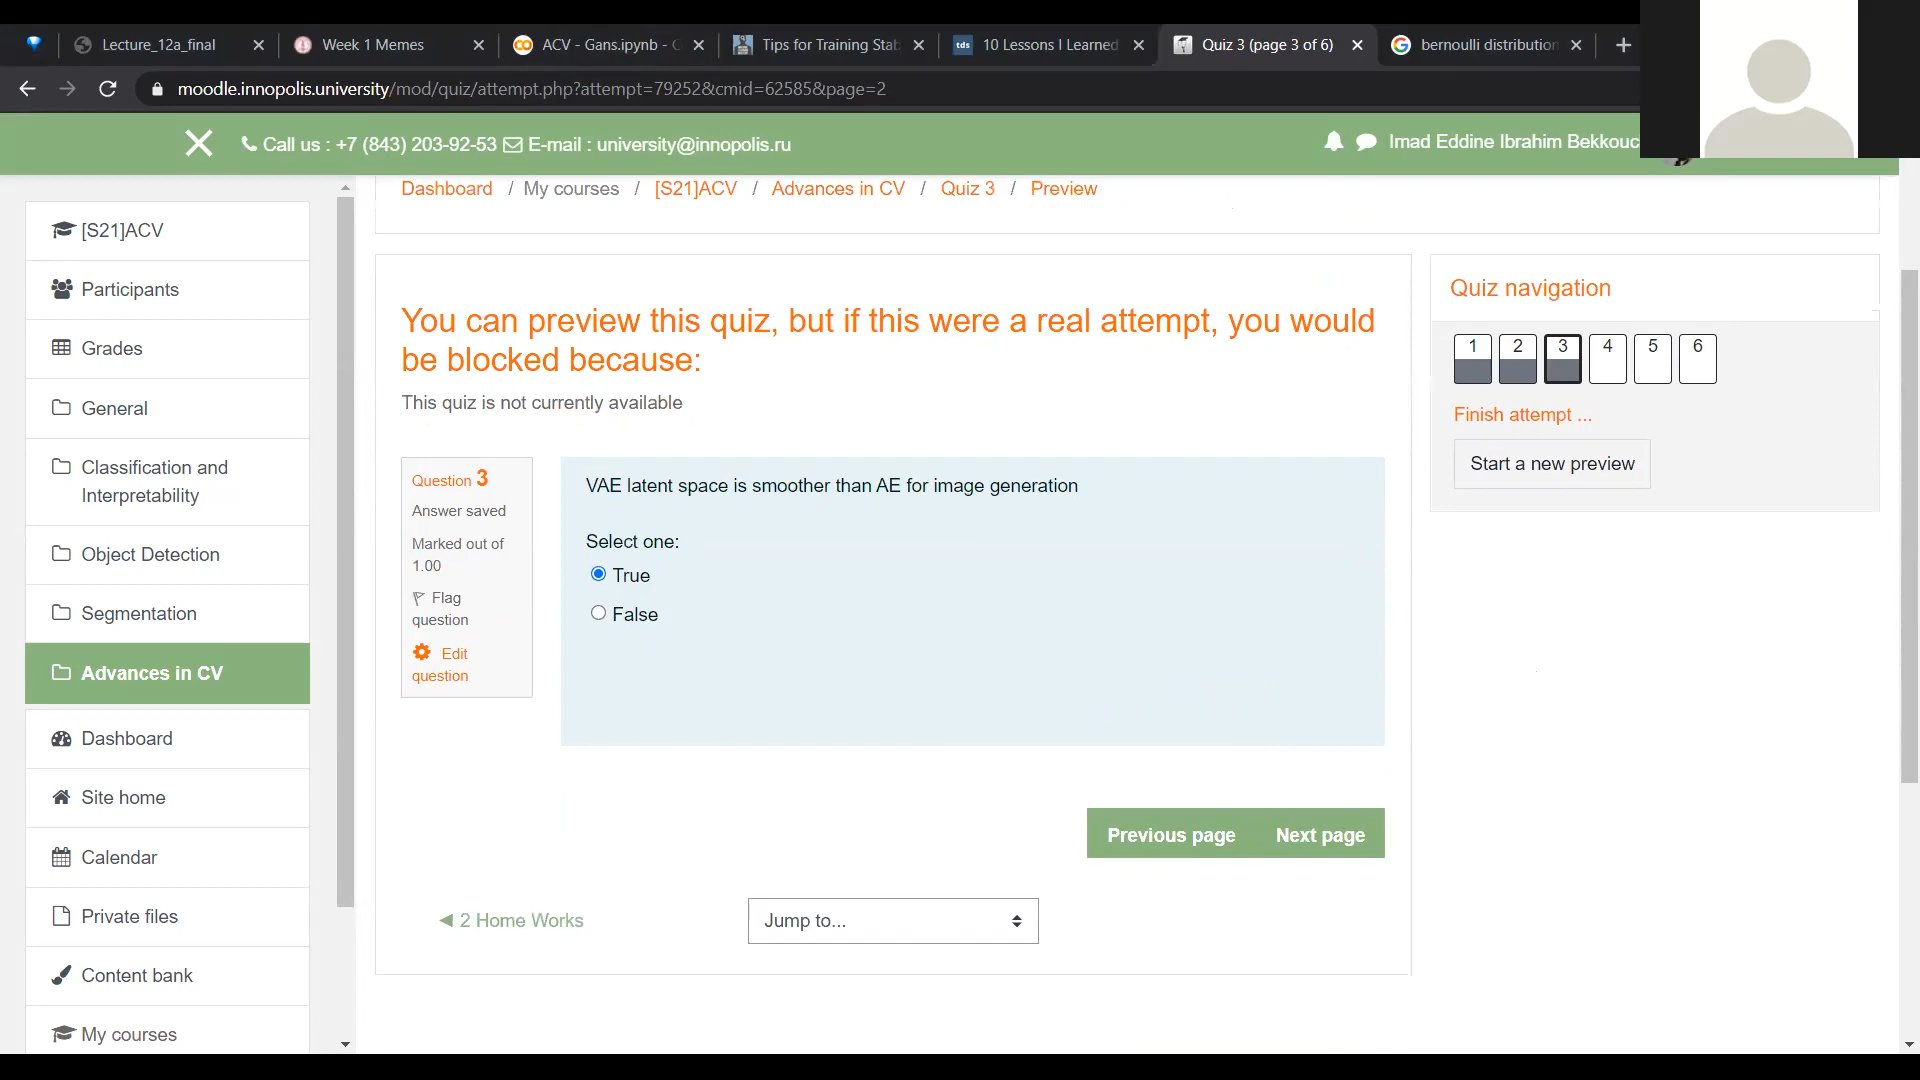 Lecture_12a_final
Week 1 Memes
ACV - Gans.ipynb - C
Tips for Training Stab
tds 10 Lessons I Learned
Quiz 3 (page 3 of 6)
bernoulli distribution
moodle.innopolis.university/mod/quiz/attempt.php?attempt=79252&cmid=62585&page=2
Call us : +7 (843) 203-92-53 E-mail : university@innopolis.ru
Imad Eddine Ibrahim Bekkouc
Dashboard / My courses / [S21]ACV / Advances in CV / Quiz 3 / Preview
[S21]ACV
Participants
Grades
General
Classification and
Interpretability
Object Detection
Segmentation
Advances in CV
Dashboard
Site home
Calendar
Private files
Content bank
My courses
You can preview this quiz, but if this were a real attempt, you would
be blocked because:
This quiz is not currently available
Question 3
Answer saved
Marked out of
1.00
Flag
question
Edit
question
VAE latent space is smoother than AE for image generation
Select one:
True
False
Previous page
Next page
◄ 2 Home Works
Jump to...
Quiz navigation
1 2 3 4 5 6
Finish attempt ...
Start a new preview